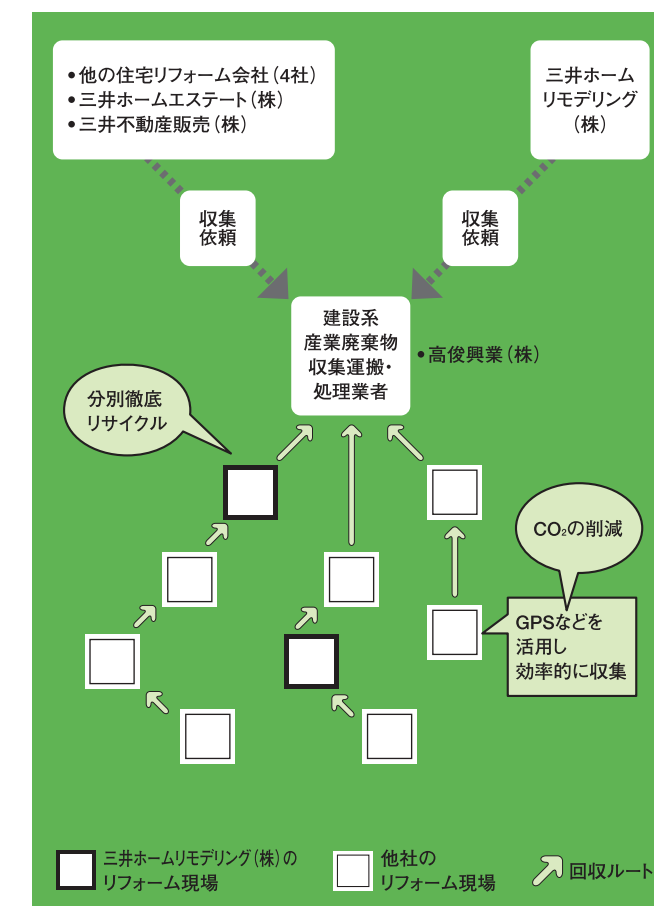 •他の住宅リフォーム会社（4社）
•三井ホームエステート（株）
•三井不動産販売（株）
三井ホーム
リモデリング
（株）
収集
依頼
収集
依頼
建設系
産業廃棄物
収集運搬・
処理業者
•高俊興業（株）
分別徹底
リサイクル
CO₂の削減
GPSなどを
活用し
効率的に収集
三井ホームリモデリング（株）の
リフォーム現場
他社の
リフォーム現場
回収ルート